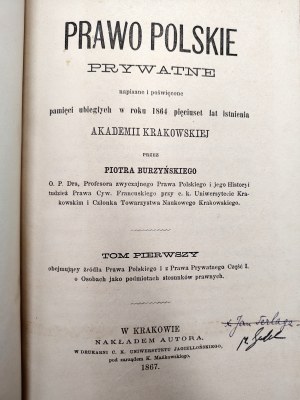 PRAWO POLSKIE
PRYWATNE
napisane i poświęcone
pamięci ubiegłych w roku 1864 pięciuset lat istnienia
AKADEMII KRAKOWSKIEJ
PRZEZ
PIOTRA BURZYŃSKIEGO
O. P. Dra, Profesora zwyczajnego Prawa Polskiego i jego Historyi
tudzież Prawa Cyw. Francuskiego przy c. k. Uniwersytecie Kra-
kowskim i Członka Towarzystwa Naukowego Krakowskiego.
TOM PIERWSZY
obejmujący źródła Prawa Polskiego i z Prawa Prywatnego Część I.
o Osobach jako podmiotach stosunków prawnych.
W KRAKOWIE
NAKŁADEM AUTORA,
W DRUKARNI C. K. UNIWERSYTETU JAGIELLOŃSKIEGO,
pod zarządem K. Mańkowskiego.
1867.
Jan